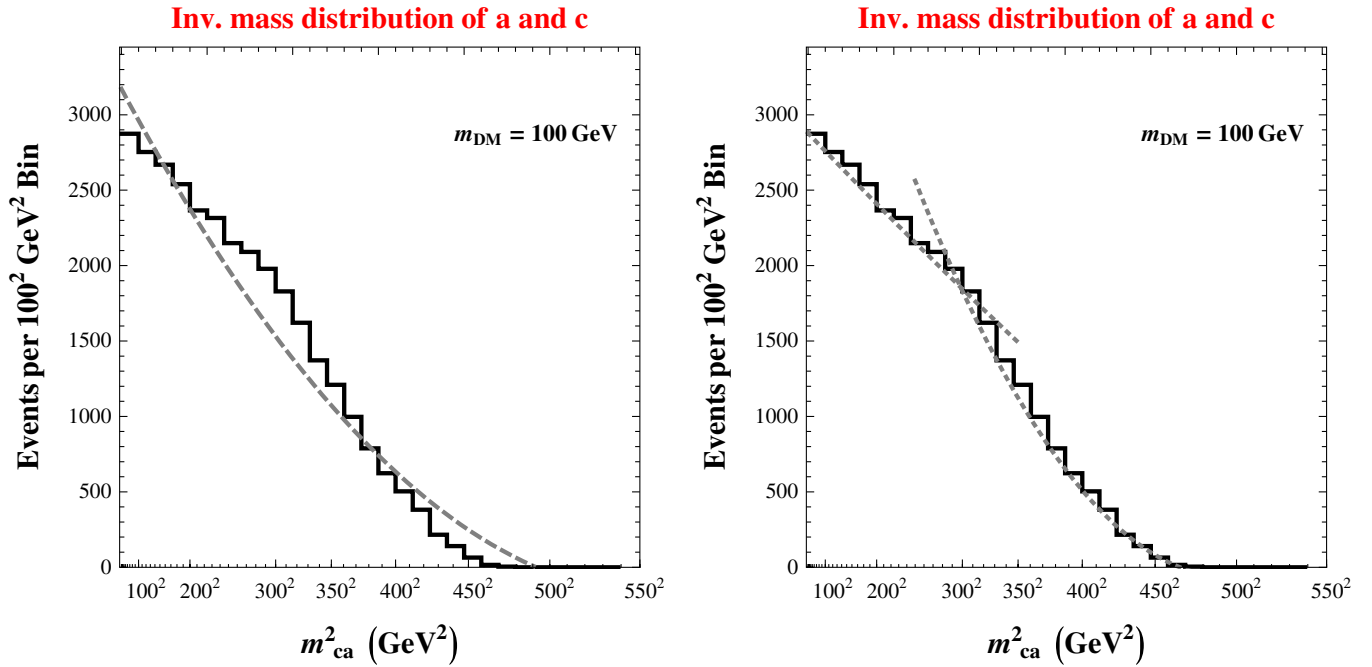 Inv. mass distribution of a and c
Events per 100² GeV² Bin
3000
2500
2000
1500
1000
500
0
m_DM = 100 GeV
100² 200² 300² 350² 400² 450² 500² 550²
m²_ca (GeV²)
Inv. mass distribution of a and c
Events per 100² GeV² Bin
3000
2500
2000
1500
1000
500
0
m_DM = 100 GeV
100² 200² 300² 350² 400² 450² 500² 550²
m²_ca (GeV²)